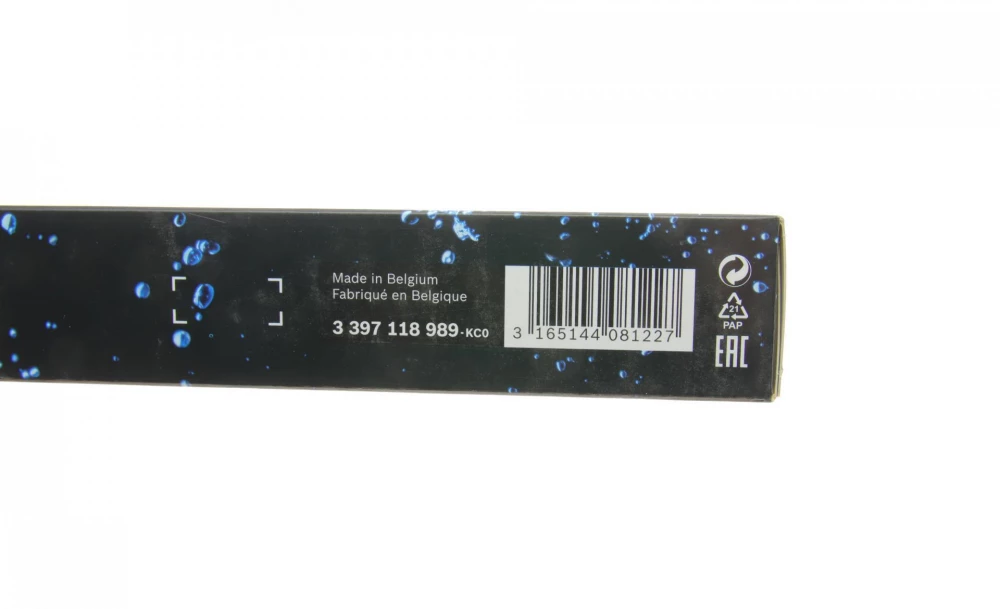 Made in Belgium
Fabriqué en Belgique
3 397 118 989-KC0
3 165144 081227
21
PAP
EAC